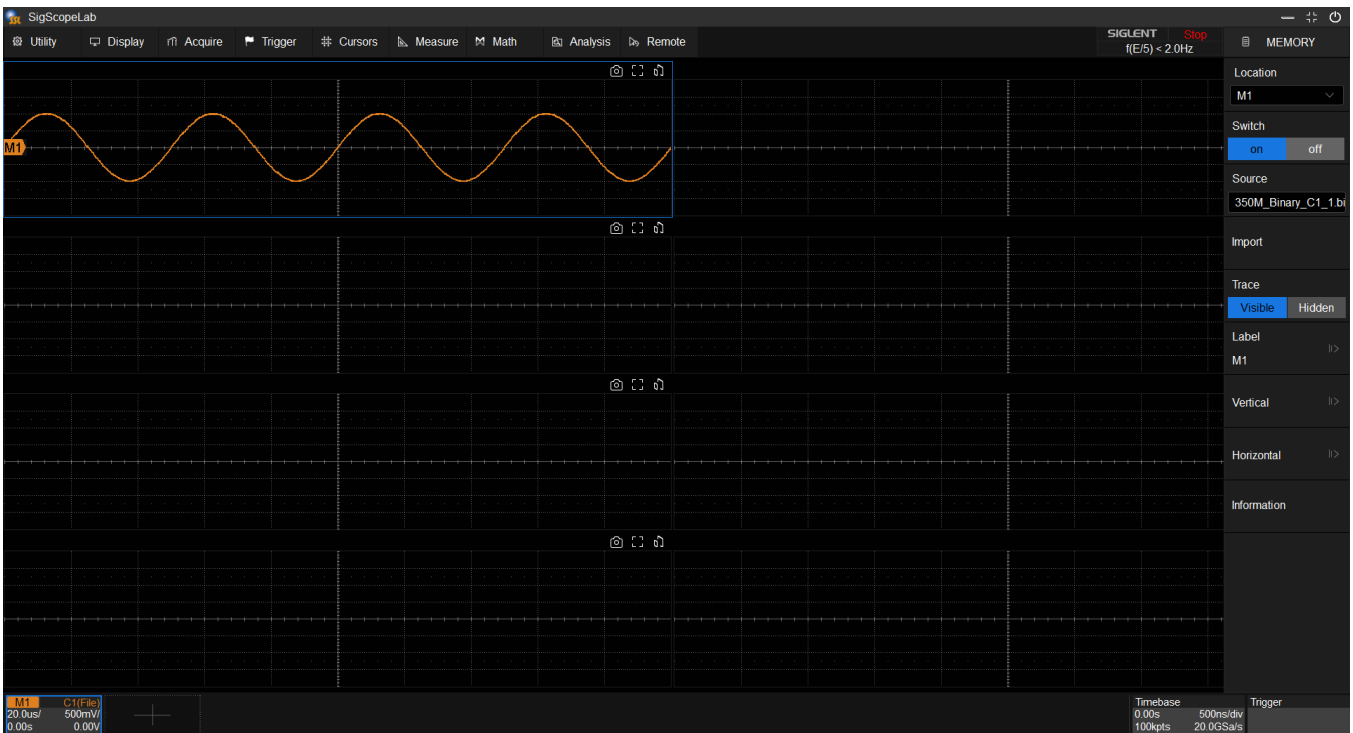 SigScopeLab
Utility Display Acquire Trigger Cursors Measure Math Analysis Remote
SIGLENT Stop
f(E/5) < 2.0Hz
MEMORY
Location
M1
Switch
on off
Source
350M_Binary_C1_1.bi
Import
Trace
Visible Hidden
Label
M1
Vertical
Horizontal
Information
M1
M1 C1(File)
20.0us/ 500mV/
0.00s 0.00V
Timebase
0.00s 500ns/div
100kpts 20.0GSa/s
Trigger